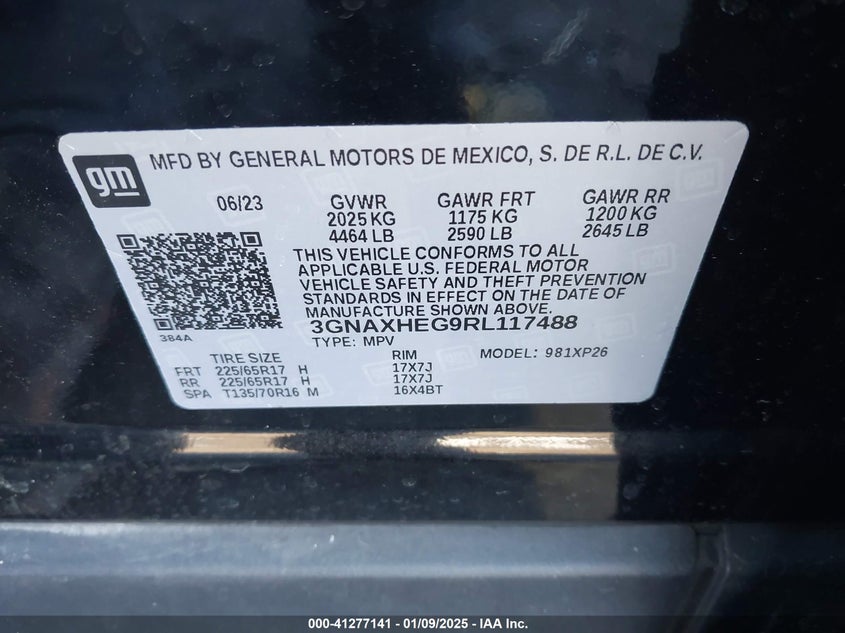 gm
MFD BY GENERAL MOTORS DE MEXICO, S. DE R.L. DE C.V.
06/23 GVWR GAWR FRT GAWR RR
2025 KG 1175 KG 1200 KG
4464 LB 2590 LB 2645 LB
THIS VEHICLE CONFORMS TO ALL
APPLICABLE U.S. FEDERAL MOTOR
VEHICLE SAFETY AND THEFT PREVENTION
STANDARDS IN EFFECT ON THE DATE OF
MANUFACTURE SHOWN ABOVE.
3GNAXHEG9RL117488
384A
TYPE: MPV
TIRE SIZE RIM MODEL: 981XP26
FRT 225/65R17 H 17X7J
RR 225/65R17 H 17X7J
SPA T135/70R16 M 16X4BT
000-41277141 | 01/09/2025 | IAA Inc.